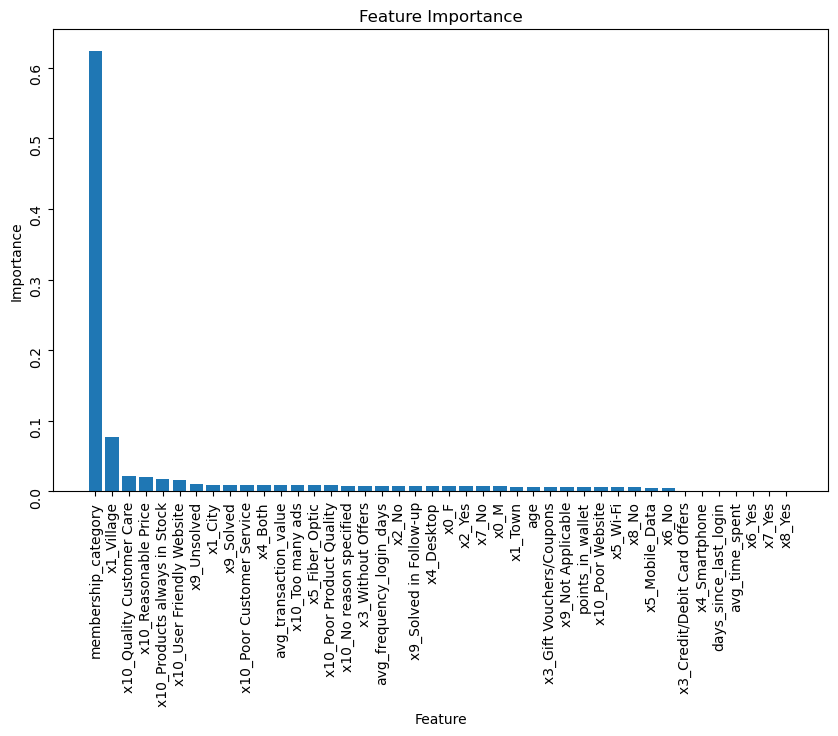 Feature Importance
Importance
0.6
0.5
0.4
0.3
0.2
0.1
0.0
membership_category
x1_Village
x10_Quality Customer Care
x10_Reasonable Price
x10_Products always in Stock
x10_User Friendly Website
x9_Unsolved
x1_City
x9_Solved
x10_Poor Customer Service
x4_Both
avg_transaction_value
x10_Too many ads
x5_Fiber_Optic
x10_Poor Product Quality
x10_No reason specified
x3_Without Offers
avg_frequency_login_days
x2_No
x9_Solved in Follow-up
x4_Desktop
x0_F
x2_Yes
x7_No
x0_M
x1_Town
age
x3_Gift Vouchers/Coupons
x9_Not Applicable
points_in_wallet
x10_Poor Website
x5_Wi-Fi
x8_No
x5_Mobile_Data
x6_No
x3_Credit/Debit Card Offers
x4_Smartphone
days_since_last_login
avg_time_spent
x6_Yes
x7_Yes
x8_Yes
Feature